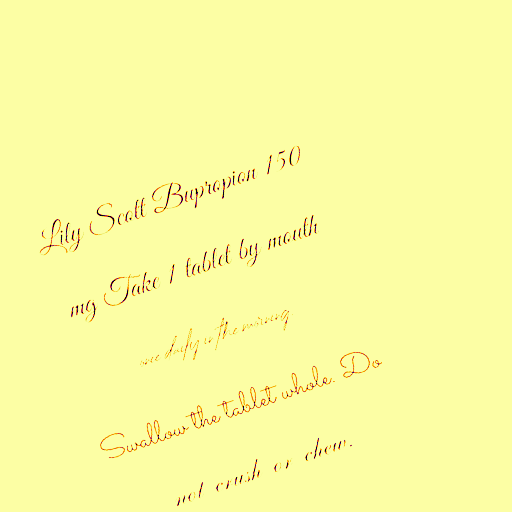 Lily Scott Bupropion 150
mg Take 1 tablet by mouth
once daily in the morning
Swallow the tablet whole. Do
not crush or chew.